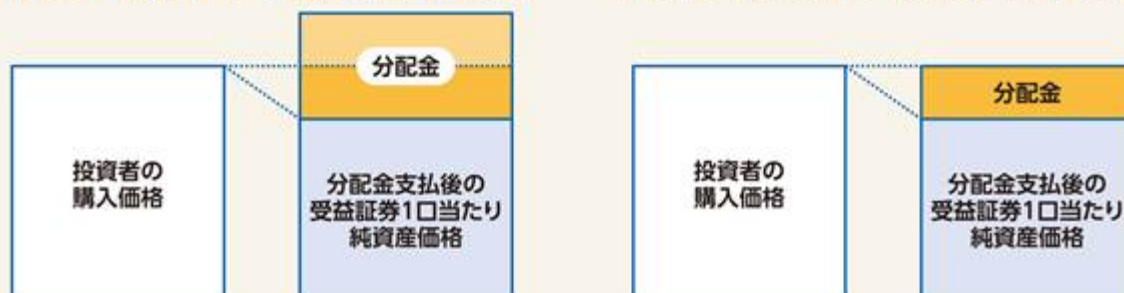 分配金
投資者の
購入価格
分配金支払後の
受益証券1口当たり
純資産価格
分配金
投資者の
購入価格
分配金支払後の
受益証券1口当たり
純資産価格